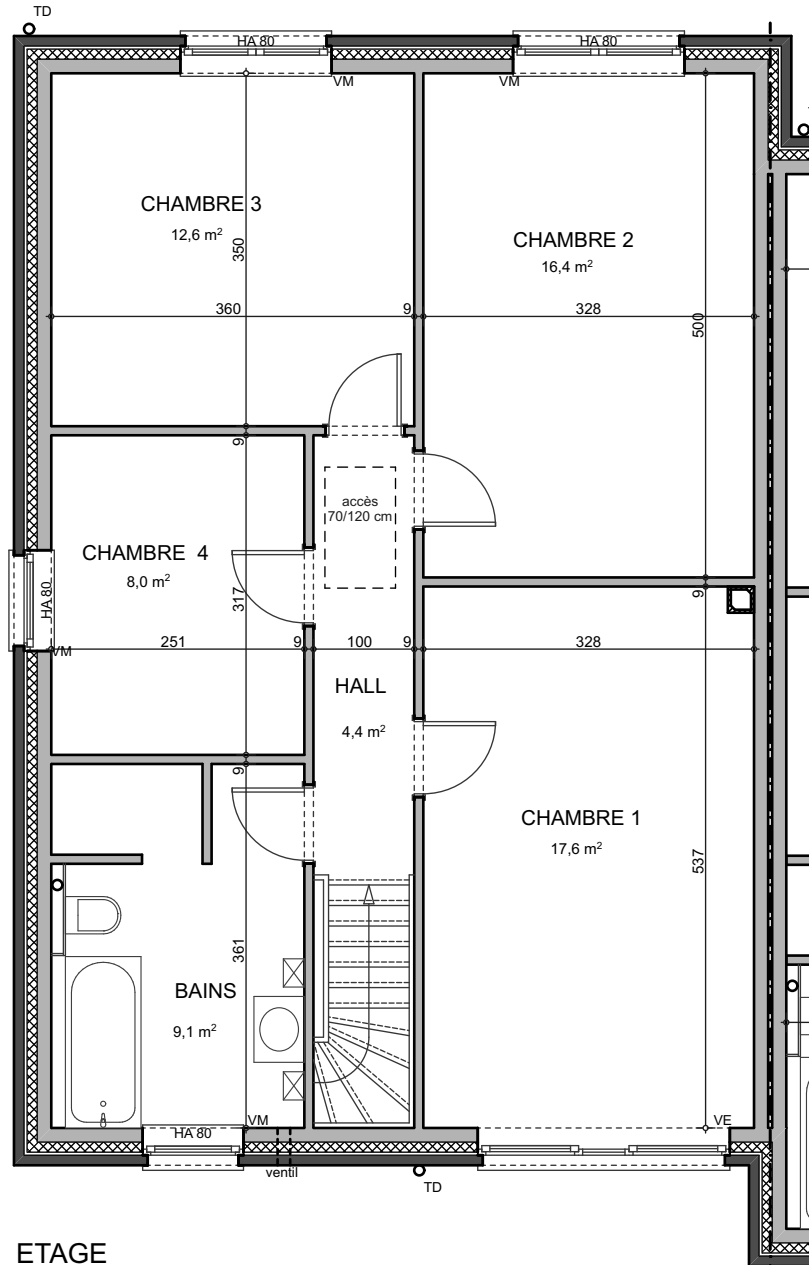 TD
HA 80
HA 80
VM
VM
CHAMBRE 3
12,6 m²
350
CHAMBRE 2
16,4 m²
360
9
328
500
9
accès
70/120 cm
CHAMBRE 4
8,0 m²
HA 80
317
9
VM
251
9
100
9
328
HALL
4,4 m²
9
CHAMBRE 1
17,6 m²
537
361
BAINS
9,1 m²
HA 80
VM
VE
ventil
TD
ETAGE